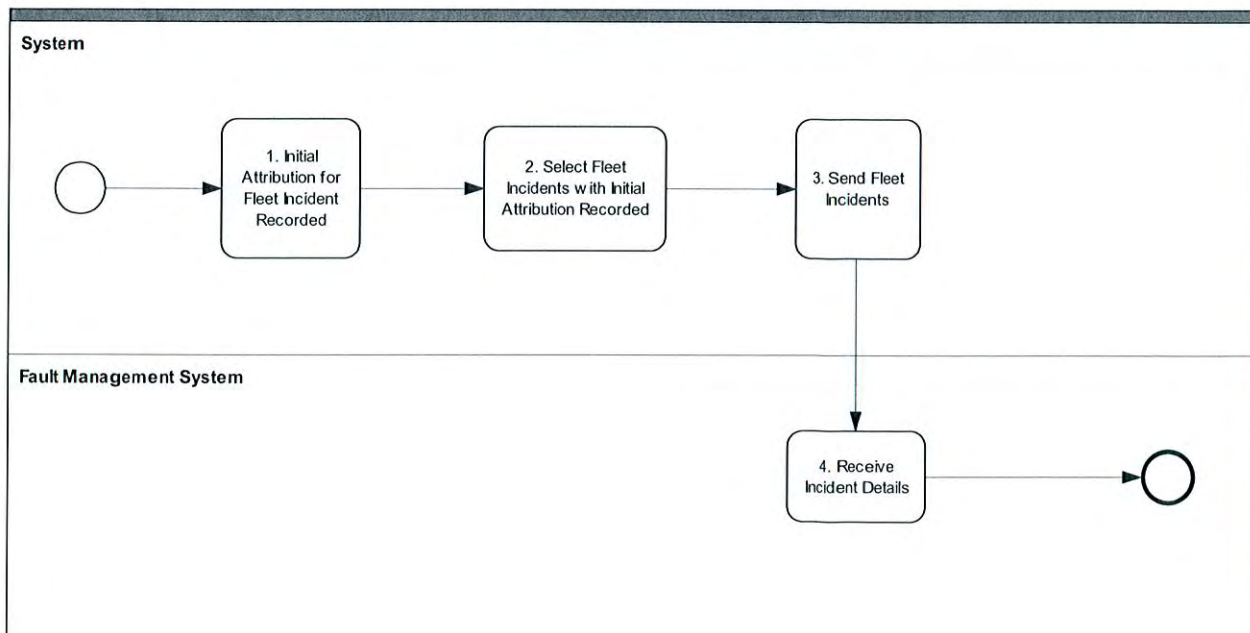 System
1. Initial
Attribution for
Fleet Incident
Recorded
2. Select Fleet
Incidents with Initial
Attribution Recorded
3. Send Fleet
Incidents
Fault Management System
4. Receive
Incident Details